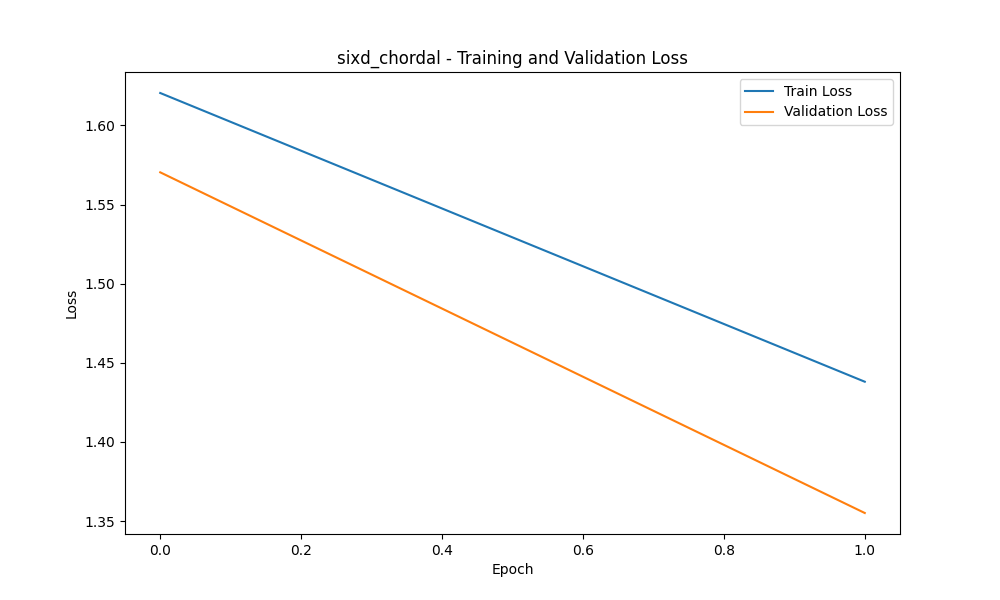 sixd_chordal - Training and Validation Loss
Train Loss
Validation Loss
1.60
1.55
1.50
1.45
1.40
1.35
Loss
0.0 0.2 0.4 0.6 0.8 1.0
Epoch